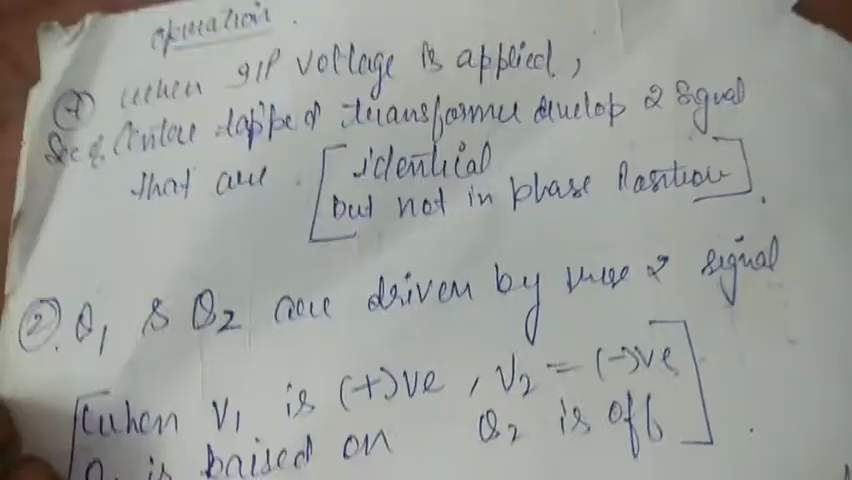 operation.
① when I/P voltage is applied,
Sec of Centre tapped transformer develop 2 signal
that are [identical
but not in phase Position].
②. Q1 & Q2 are driven by these 2 signal
[when V1 is (+)ve, V2 = (-)ve
Q1 is baised on Q2 is off].